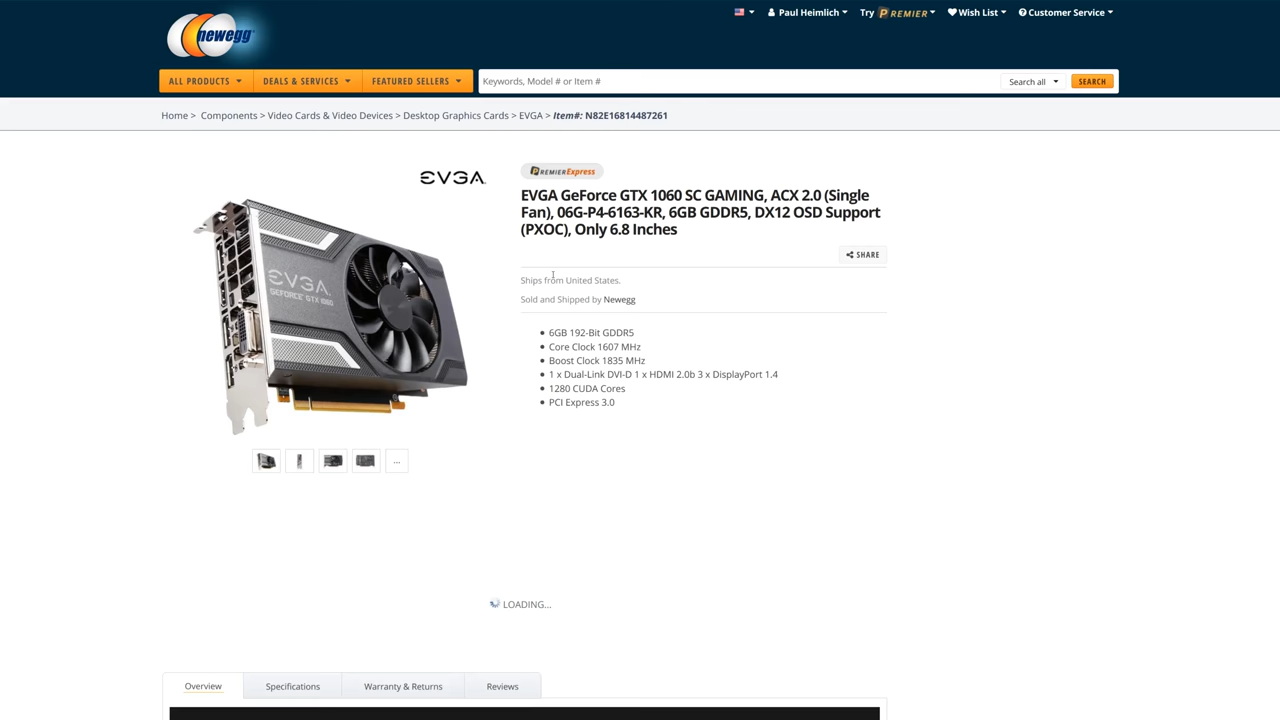 newegg
Paul Heimlich
Try PREMIER
Wish List
Customer Service
ALL PRODUCTS
DEALS & SERVICES
FEATURED SELLERS
Keywords, Model # or Item #
Search all
SEARCH
Home > Components > Video Cards & Video Devices > Desktop Graphics Cards > EVGA > Item#: N82E16814487261
EVGA
EVGA
GEFORCE GTX 1060
PREMIER Express
EVGA GeForce GTX 1060 SC GAMING, ACX 2.0 (Single
Fan), 06G-P4-6163-KR, 6GB GDDR5, DX12 OSD Support
(PXOC), Only 6.8 Inches
SHARE
Ships from United States.
Sold and Shipped by Newegg
6GB 192-Bit GDDR5
Core Clock 1607 MHz
Boost Clock 1835 MHz
1 x Dual-Link DVI-D 1 x HDMI 2.0b 3 x DisplayPort 1.4
1280 CUDA Cores
PCI Express 3.0
...
LOADING...
Overview
Specifications
Warranty & Returns
Reviews